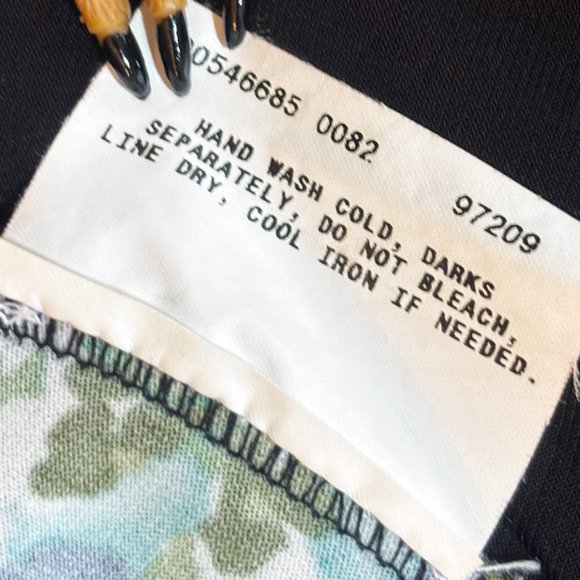 0546685 0082 97209
HAND WASH COLD, DARKS
SEPARATELY, DO NOT BLEACH,
LINE DRY, COOL IRON IF NEEDED.